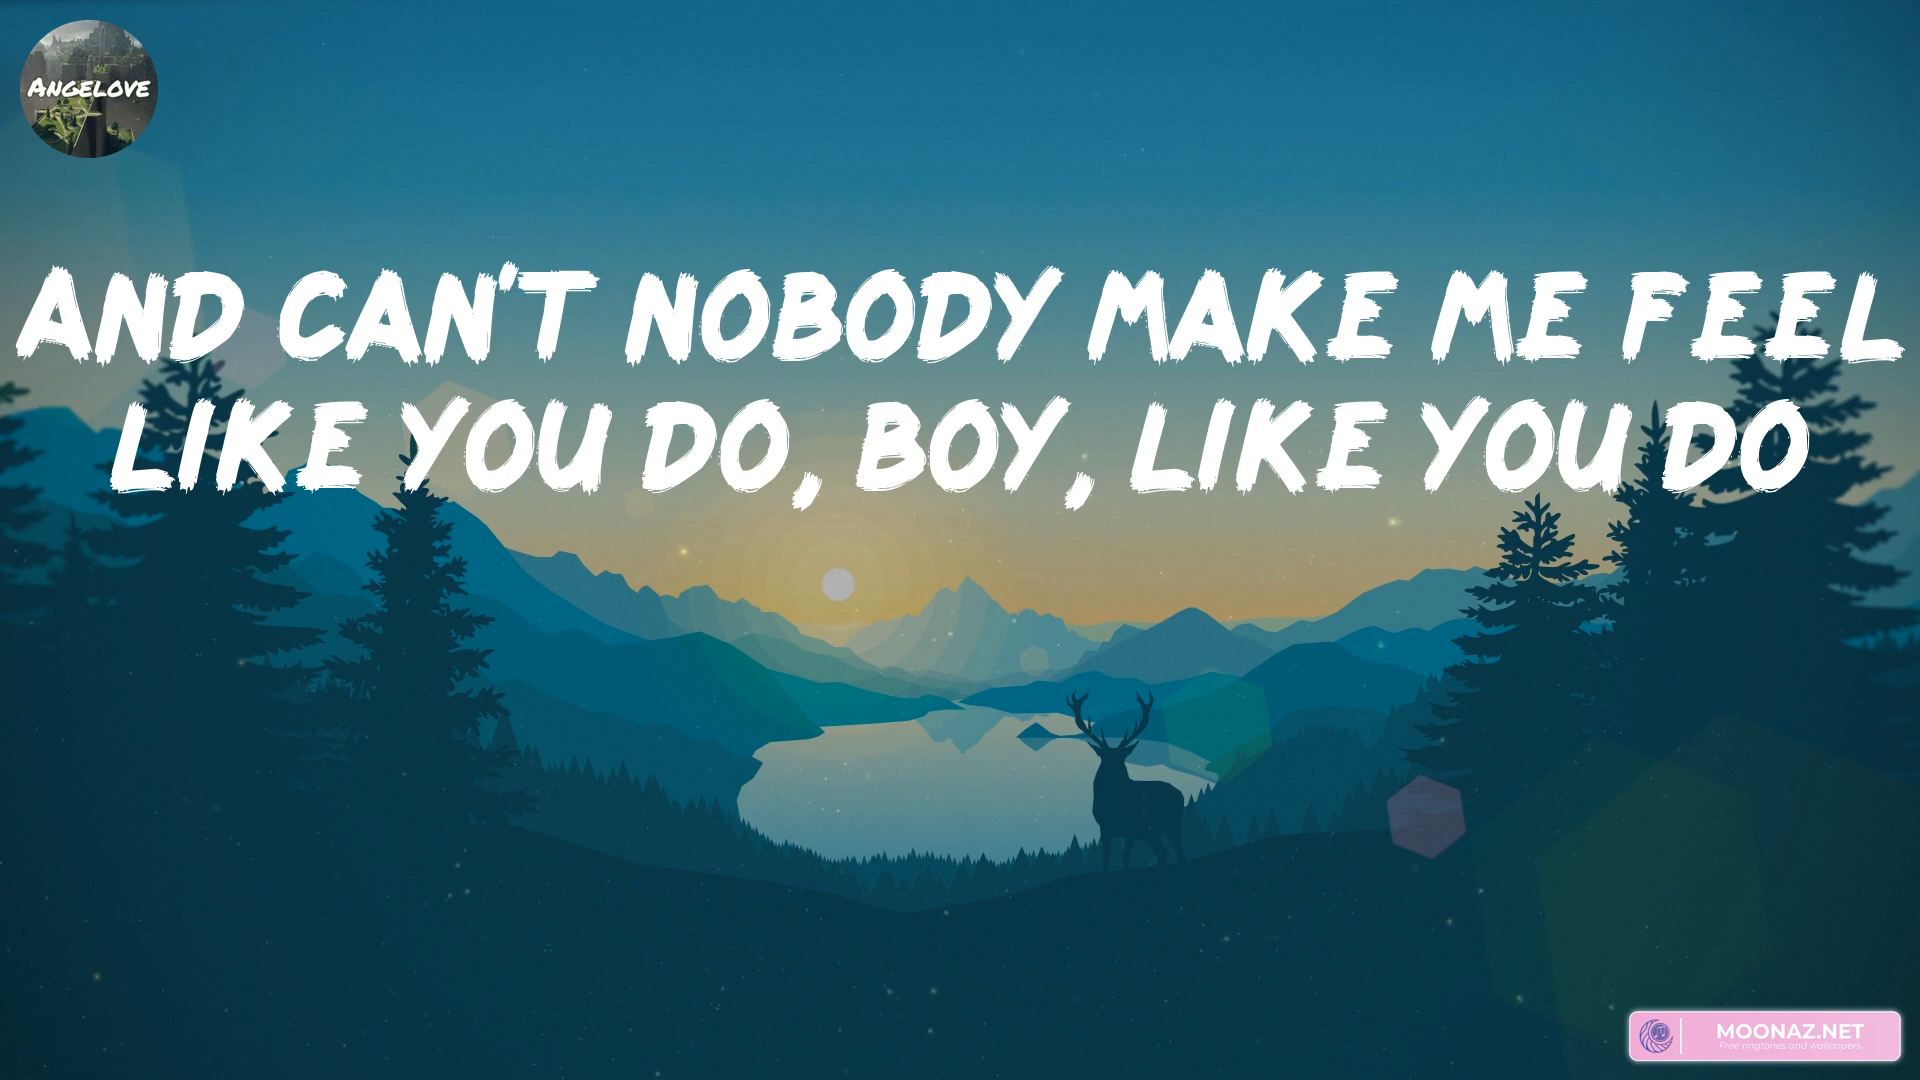 ANGELOVE
AND CAN'T NOBODY MAKE ME FEEL
LIKE YOU DO, BOY, LIKE YOU DO
MOONAZ.NET
Free ringtones and wallpapers